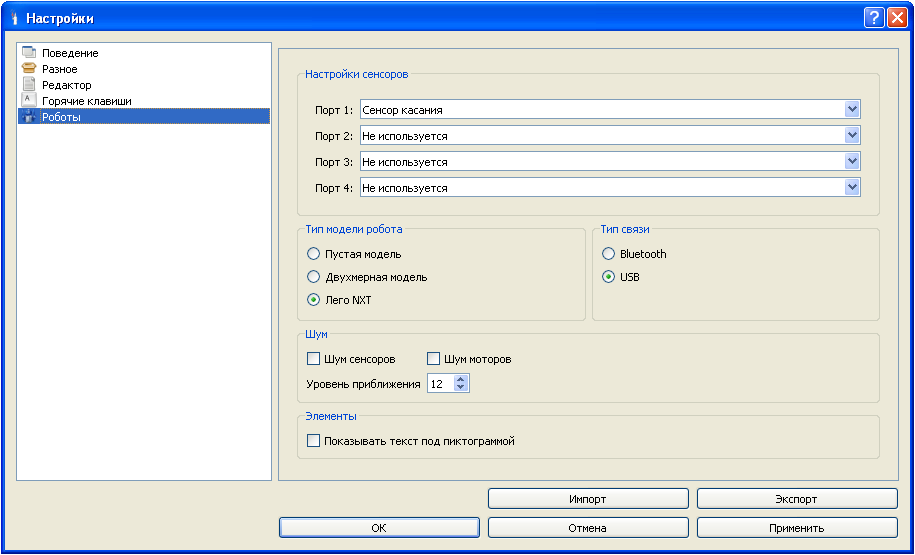 Настройки
Поведение
Разное
Редактор
Горячие клавиши
Роботы
Настройки сенсоров
Порт 1: Сенсор касания
Порт 2: Не используется
Порт 3: Не используется
Порт 4: Не используется
Тип модели робота
Пустая модель
Двухмерная модель
Лего NXT
Тип связи
Bluetooth
USB
Шум
Шум сенсоров Шум моторов
Уровень приближения 12
Элементы
Показывать текст под пиктограммой
Импорт Экспорт
OK Отмена Применить